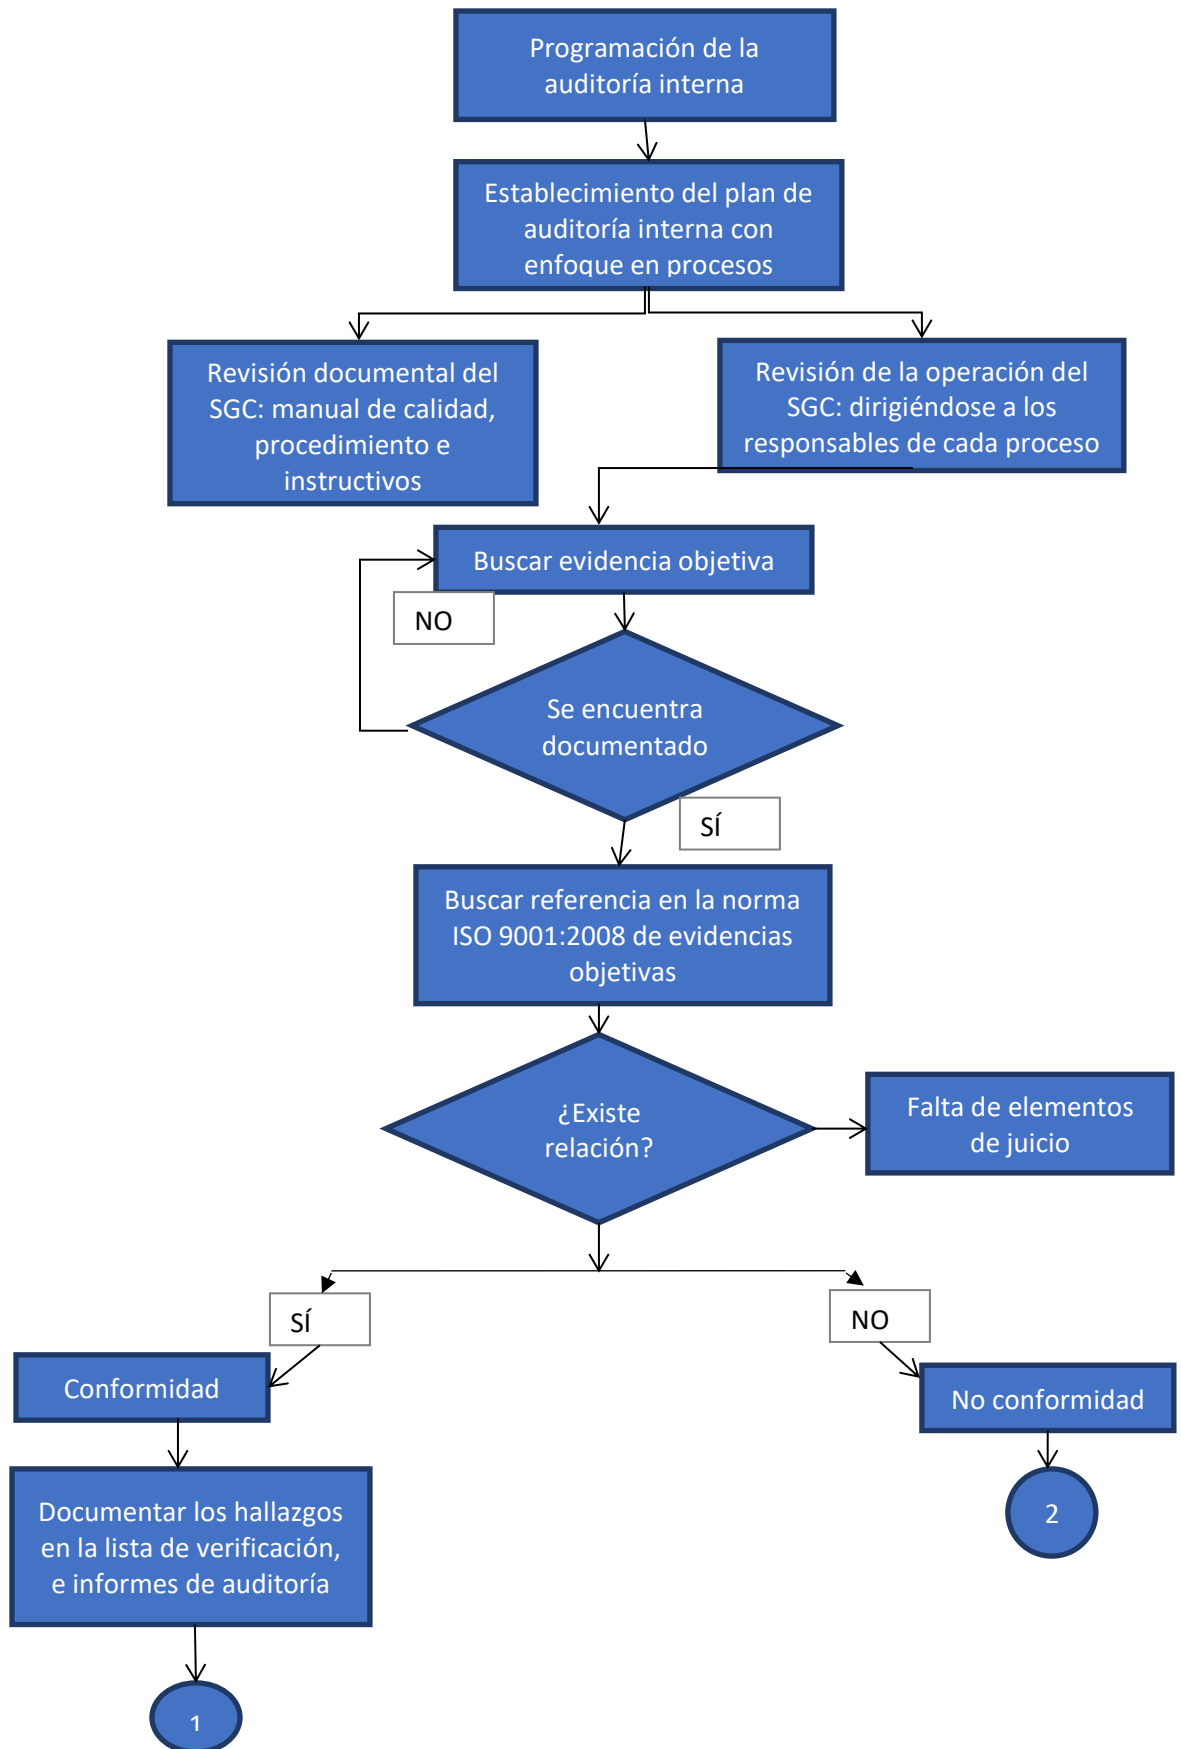 Programación de la
auditoría interna
Establecimiento del plan de
auditoría interna con
enfoque en procesos
Revisión documental del
SGC: manual de calidad,
procedimiento e
instructivos
Revisión de la operación del
SGC: dirigiéndose a los
responsables de cada proceso
Buscar evidencia objetiva
NO
Se encuentra
documentado
SÍ
Buscar referencia en la norma
ISO 9001:2008 de evidencias
objetivas
¿Existe
relación?
Falta de elementos
de juicio
SÍ
NO
Conformidad
No conformidad
Documentar los hallazgos
en la lista de verificación,
e informes de auditoría
2
1